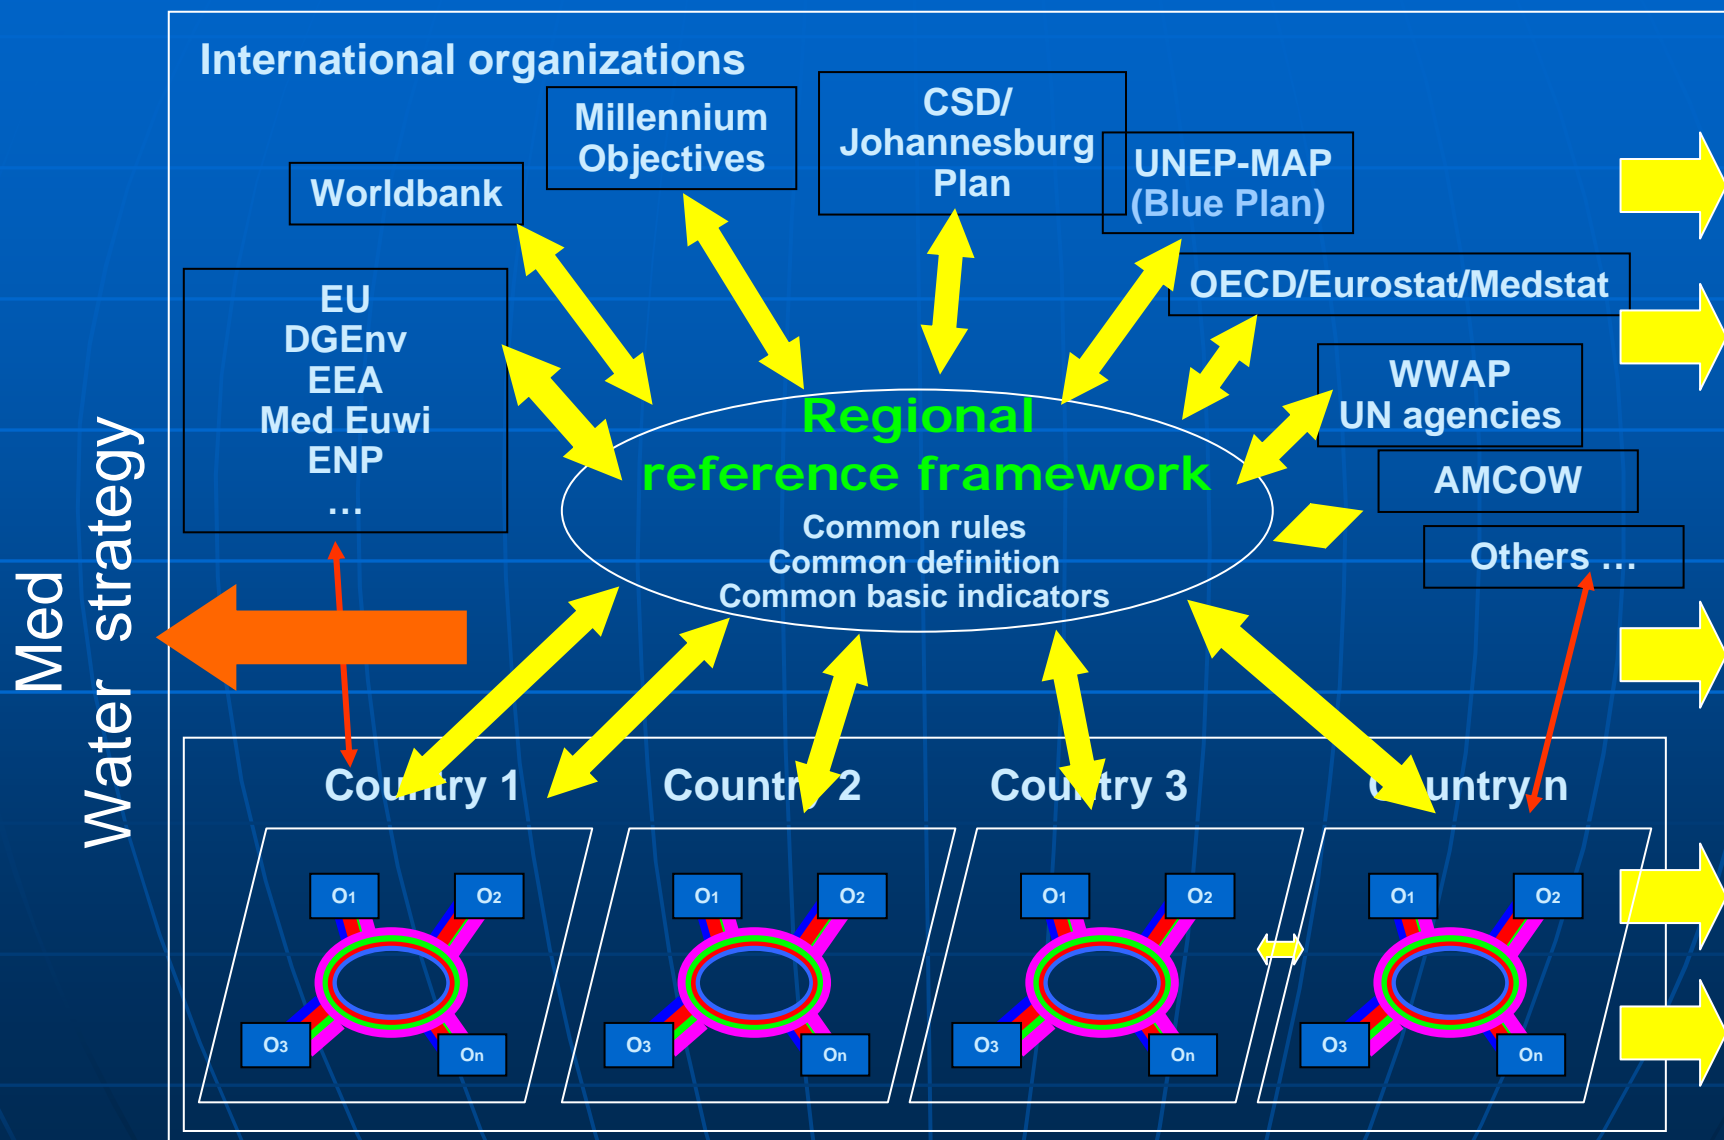 International organizations
Millennium
Objectives
CSD/
Johannesburg
Plan
Worldbank
UNEP-MAP
(Blue Plan)
EU
DGEnv
EEA
Med Euwi
ENP
...
OECD/Eurostat/Medstat
WWAP
UN agencies
AMCOW
Others ...
Regional
reference framework
Common rules
Common definition
Common basic indicators
Med
Water strategy
Country 1
Country 2
Country 3
Country n
O1
O2
O3
On
O1
O2
O3
On
O1
O2
O3
On
O1
O2
O3
On